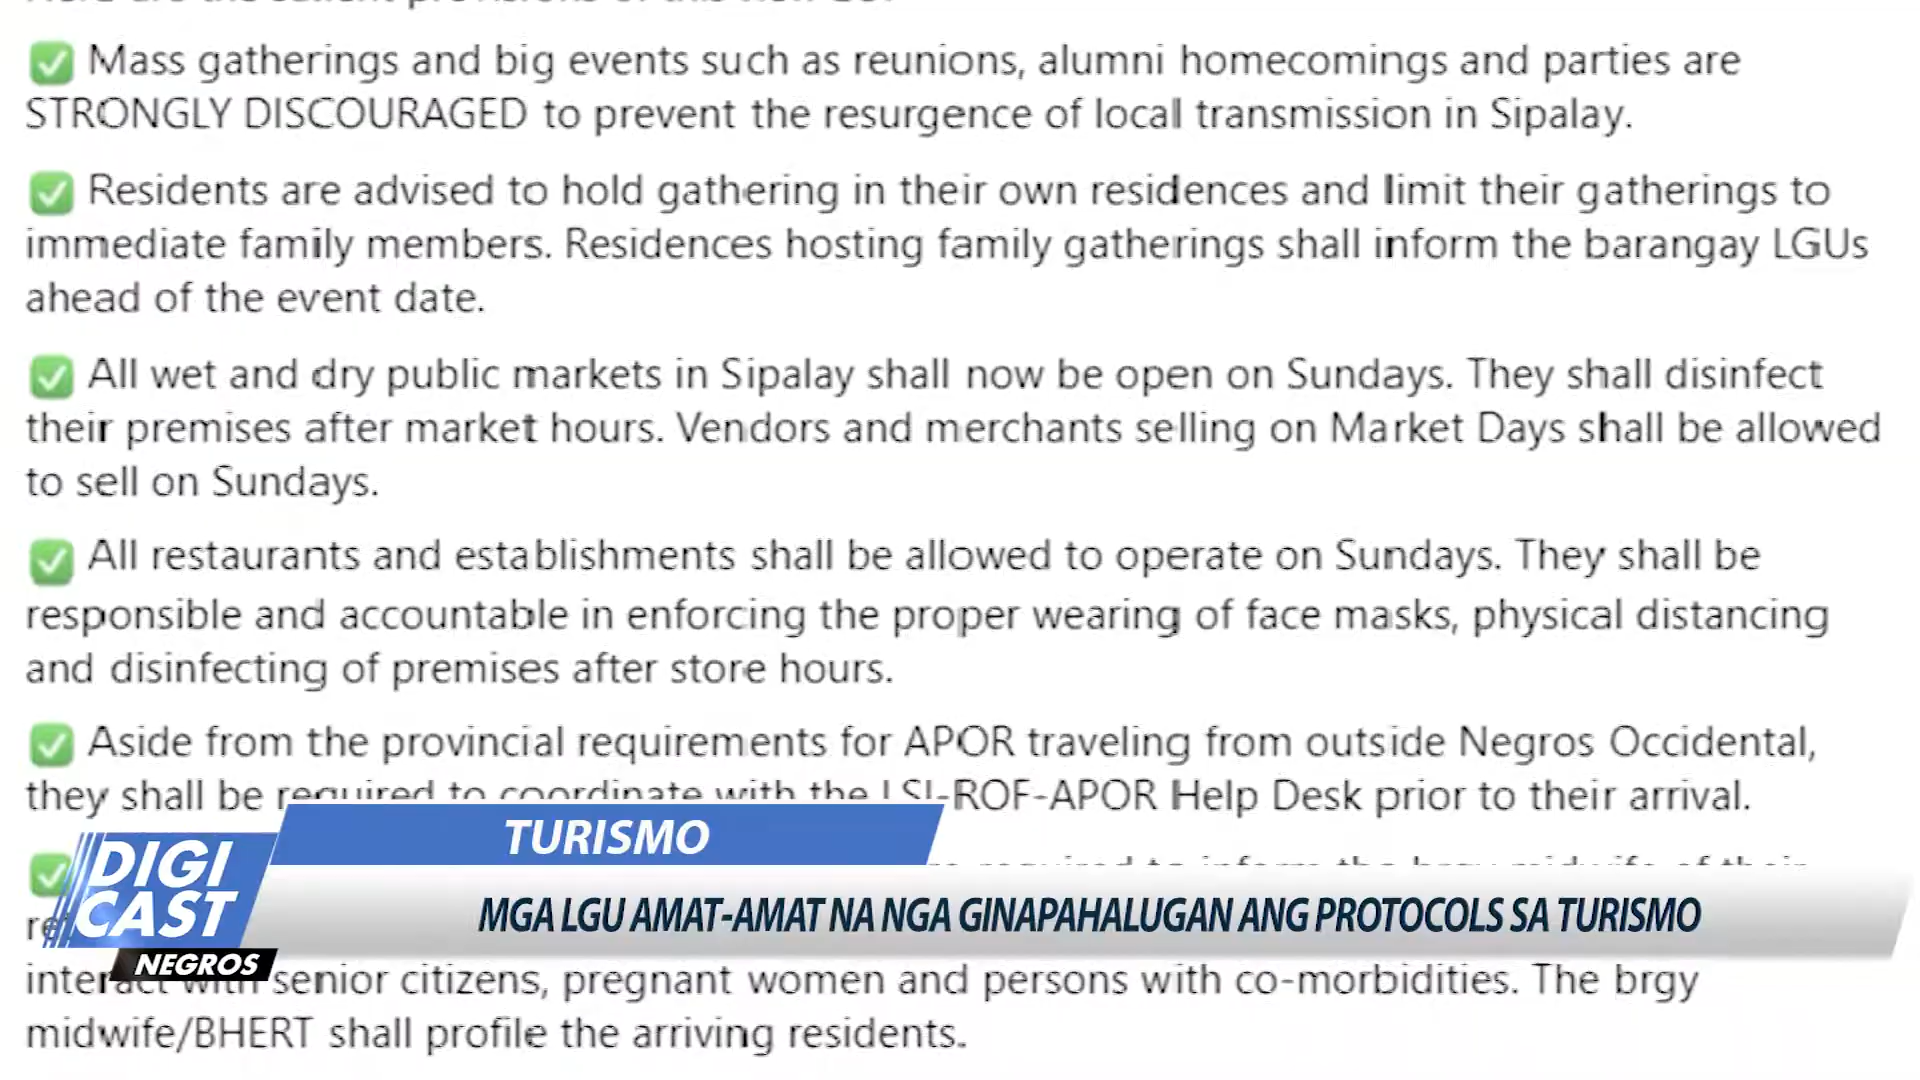 Mass gatherings and big events such as reunions, alumni homecomings and parties are
STRONGLY DISCOURAGED to prevent the resurgence of local transmission in Sipalay.
Residents are advised to hold gathering in their own residences and limit their gatherings to
immediate family members. Residences hosting family gatherings shall inform the barangay LGUs
ahead of the event date.
All wet and dry public markets in Sipalay shall now be open on Sundays. They shall disinfect
their premises after market hours. Vendors and merchants selling on Market Days shall be allowed
to sell on Sundays.
All restaurants and establishments shall be allowed to operate on Sundays. They shall be
responsible and accountable in enforcing the proper wearing of face masks, physical distancing
and disinfecting of premises after store hours.
Aside from the provincial requirements for APOR traveling from outside Negros Occidental,
they shall be required to coordinate with the LSI-ROF-APOR Help Desk prior to their arrival.
TURISMO
DIGI
CAST
NEGROS
MGA LGU AMAT-AMAT NA NGA GINAPAHALUGAN ANG PROTOCOLS SA TURISMO
interact with senior citizens, pregnant women and persons with co-morbidities. The brgy
midwife/BHERT shall profile the arriving residents.